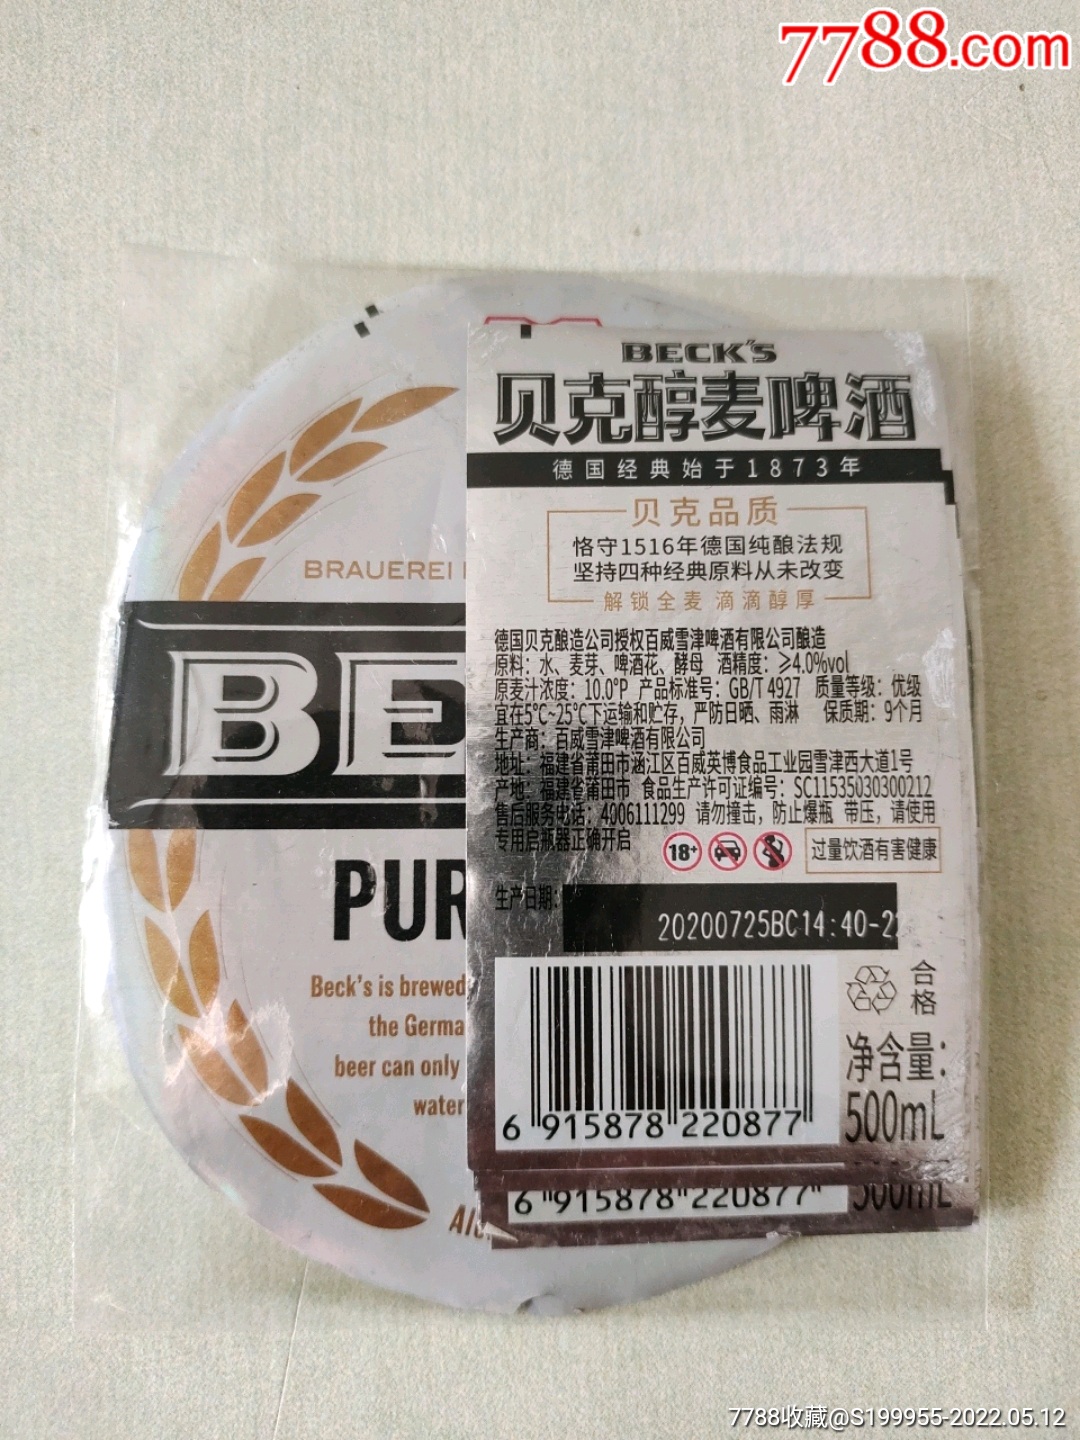 7788.com
BRAUEREI
BE
PUR
Beck's is brewed
the Germa
beer can only
water
BECK'S
贝克醇麦啤酒
德国经典始于1873年
贝克品质
恪守1516年德国纯酿法规
坚持四种经典原料从未改变
解锁全麦 滴滴醇厚
德国贝克酿造公司授权百威雪津啤酒有限公司酿造
原料：水、麦芽、啤酒花、酵母 酒精度：≥4.0%vol
原麦汁浓度：10.0°P 产品标准号：GB/T 4927 质量等级：优级
宜在5℃~25℃下运输和贮存，严防日晒、雨淋 保质期：9个月
生产商：百威雪津啤酒有限公司
地址：福建省莆田市涵江区百威英博食品工业园雪津西大道1号
产地：福建省莆田市 食品生产许可证编号：SC11535030300212
售后服务电话：4006111299 请勿撞击，防止爆瓶 带压，请使用
专用启瓶器正确开启
18+
过量饮酒有害健康
生产日期：
20200725BC14:40-22
合格
净含量：
500mL
6 915878 220877
6 915878 220877
500mL
7788收藏@S199955-2022.05.12